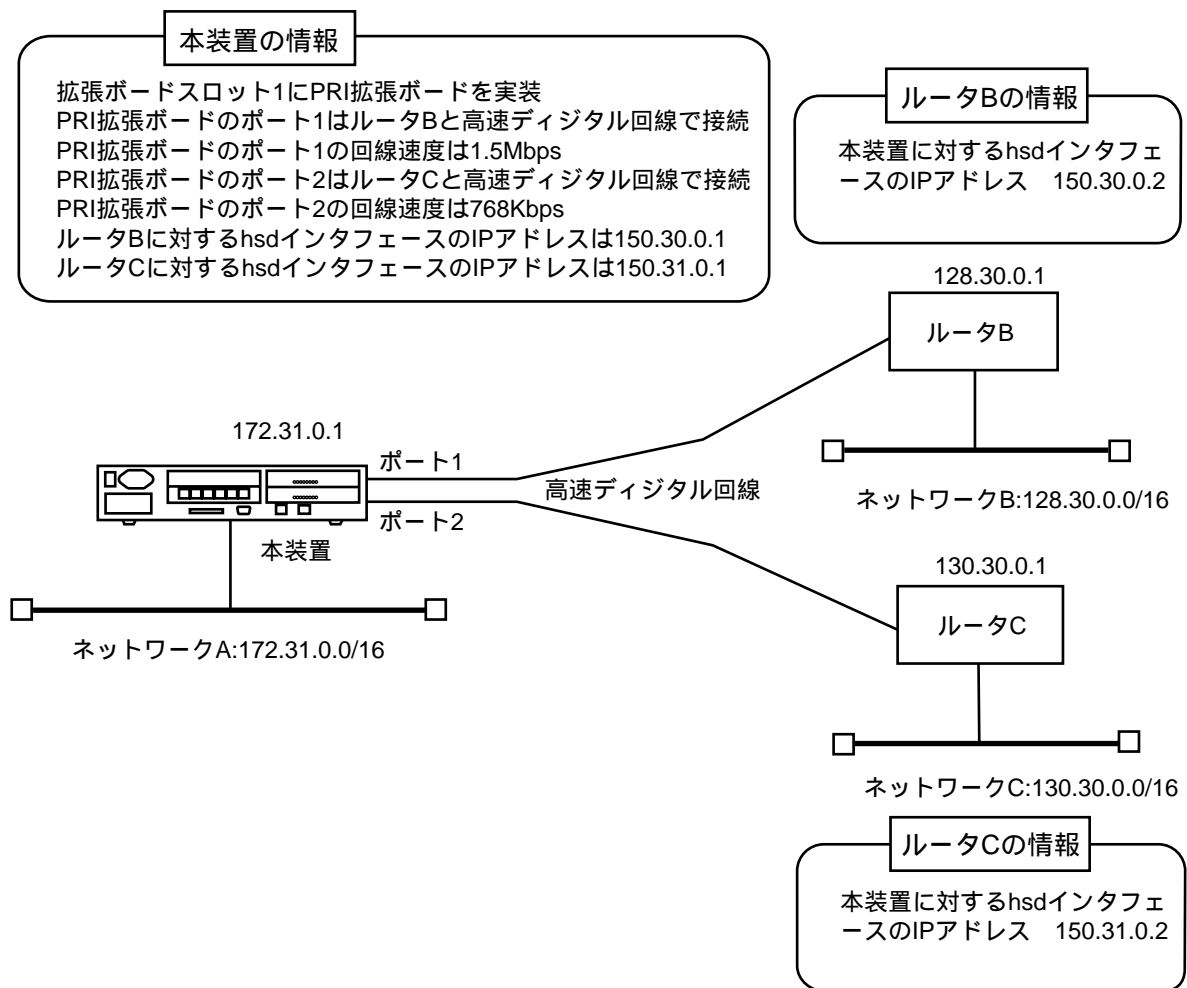 本装置の情報
拡張ボードスロット1にPRI拡張ボードを実装
PRI拡張ボードのポート1はルータBと高速ディジタル回線で接続
PRI拡張ボードのポート1の回線速度は1.5Mbps
PRI拡張ボードのポート2はルータCと高速ディジタル回線で接続
PRI拡張ボードのポート2の回線速度は768Kbps
ルータBに対するhsdインタフェースのIPアドレスは150.30.0.1
ルータCに対するhsdインタフェースのIPアドレスは150.31.0.1
ルータBの情報
本装置に対するhsdインタフェ
ースのIPアドレス　150.30.0.2
128.30.0.1
ルータB
172.31.0.1
ポート1
高速ディジタル回線
ポート2
本装置
ネットワークB:128.30.0.0/16
130.30.0.1
ルータC
ネットワークA:172.31.0.0/16
ネットワークC:130.30.0.0/16
ルータCの情報
本装置に対するhsdインタフェ
ースのIPアドレス　150.31.0.2